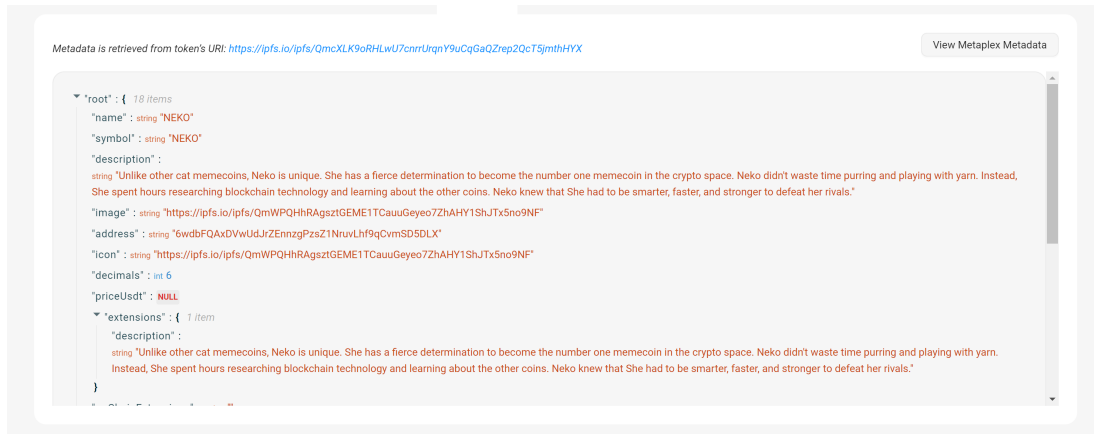 Metadata is retrieved from token's URI: https://ipfs.io/ipfs/QmcXLK9oRHLwU7cnrrUrqnY9uCqGaQZrep2QcT5jmthHYX
View Metaplex Metadata
"root" : { 18 items
"name" : string "NEKO"
"symbol" : string "NEKO"
"description" :
string "Unlike other cat memecoins, Neko is unique. She has a fierce determination to become the number one memecoin in the crypto space. Neko didn't waste time purring and playing with yarn. Instead,
She spent hours researching blockchain technology and learning about the other coins. Neko knew that She had to be smarter, faster, and stronger to defeat her rivals."
"image" : string "https://ipfs.io/ipfs/QmWPQHhRAgsztGEME1TCauuGeyeo7ZhAHY1ShJTx5no9NF"
"address" : string "6wdbFQAxDVwUdJrZEnnzgPzsZ1NruvLhf9qCvmSD5DLX"
"icon" : string "https://ipfs.io/ipfs/QmWPQHhRAgsztGEME1TCauuGeyeo7ZhAHY1ShJTx5no9NF"
"decimals" : int 6
"priceUsdt" : NULL
"extensions" : { 1 item
"description" :
string "Unlike other cat memecoins, Neko is unique. She has a fierce determination to become the number one memecoin in the crypto space. Neko didn't waste time purring and playing with yarn.
Instead, She spent hours researching blockchain technology and learning about the other coins. Neko knew that She had to be smarter, faster, and stronger to defeat her rivals."
}